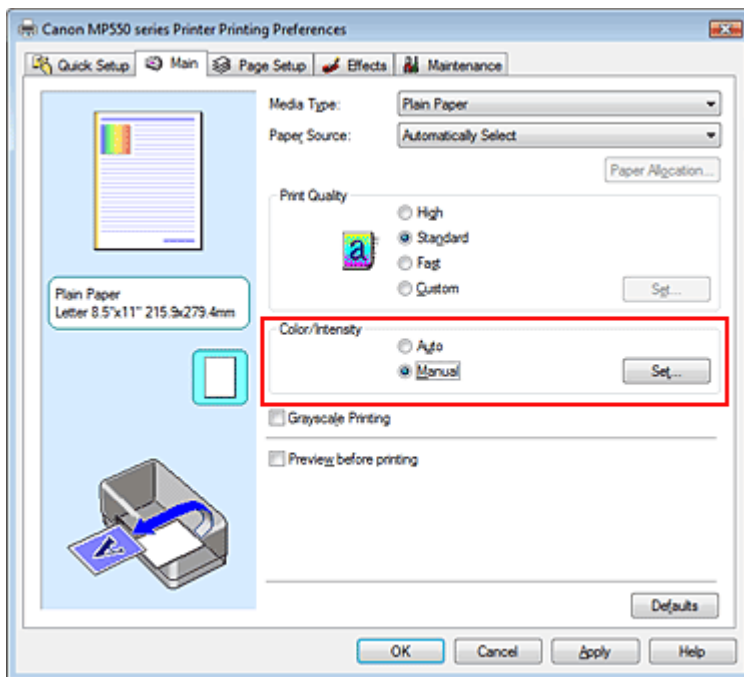 Canon MP550 series Printer Printing Preferences
Quick Setup Main Page Setup Effects Maintenance
Media Type: Plain Paper
Paper Source: Automatically Select
Paper Allocation...
Print Quality
High
a Standard
Fast
Custom Set...
Plain Paper
Letter 8.5"x11" 215.9x279.4mm
Color/Intensity
Auto
Manual Set...
Grayscale Printing
Preview before printing
Defaults
OK Cancel Apply Help